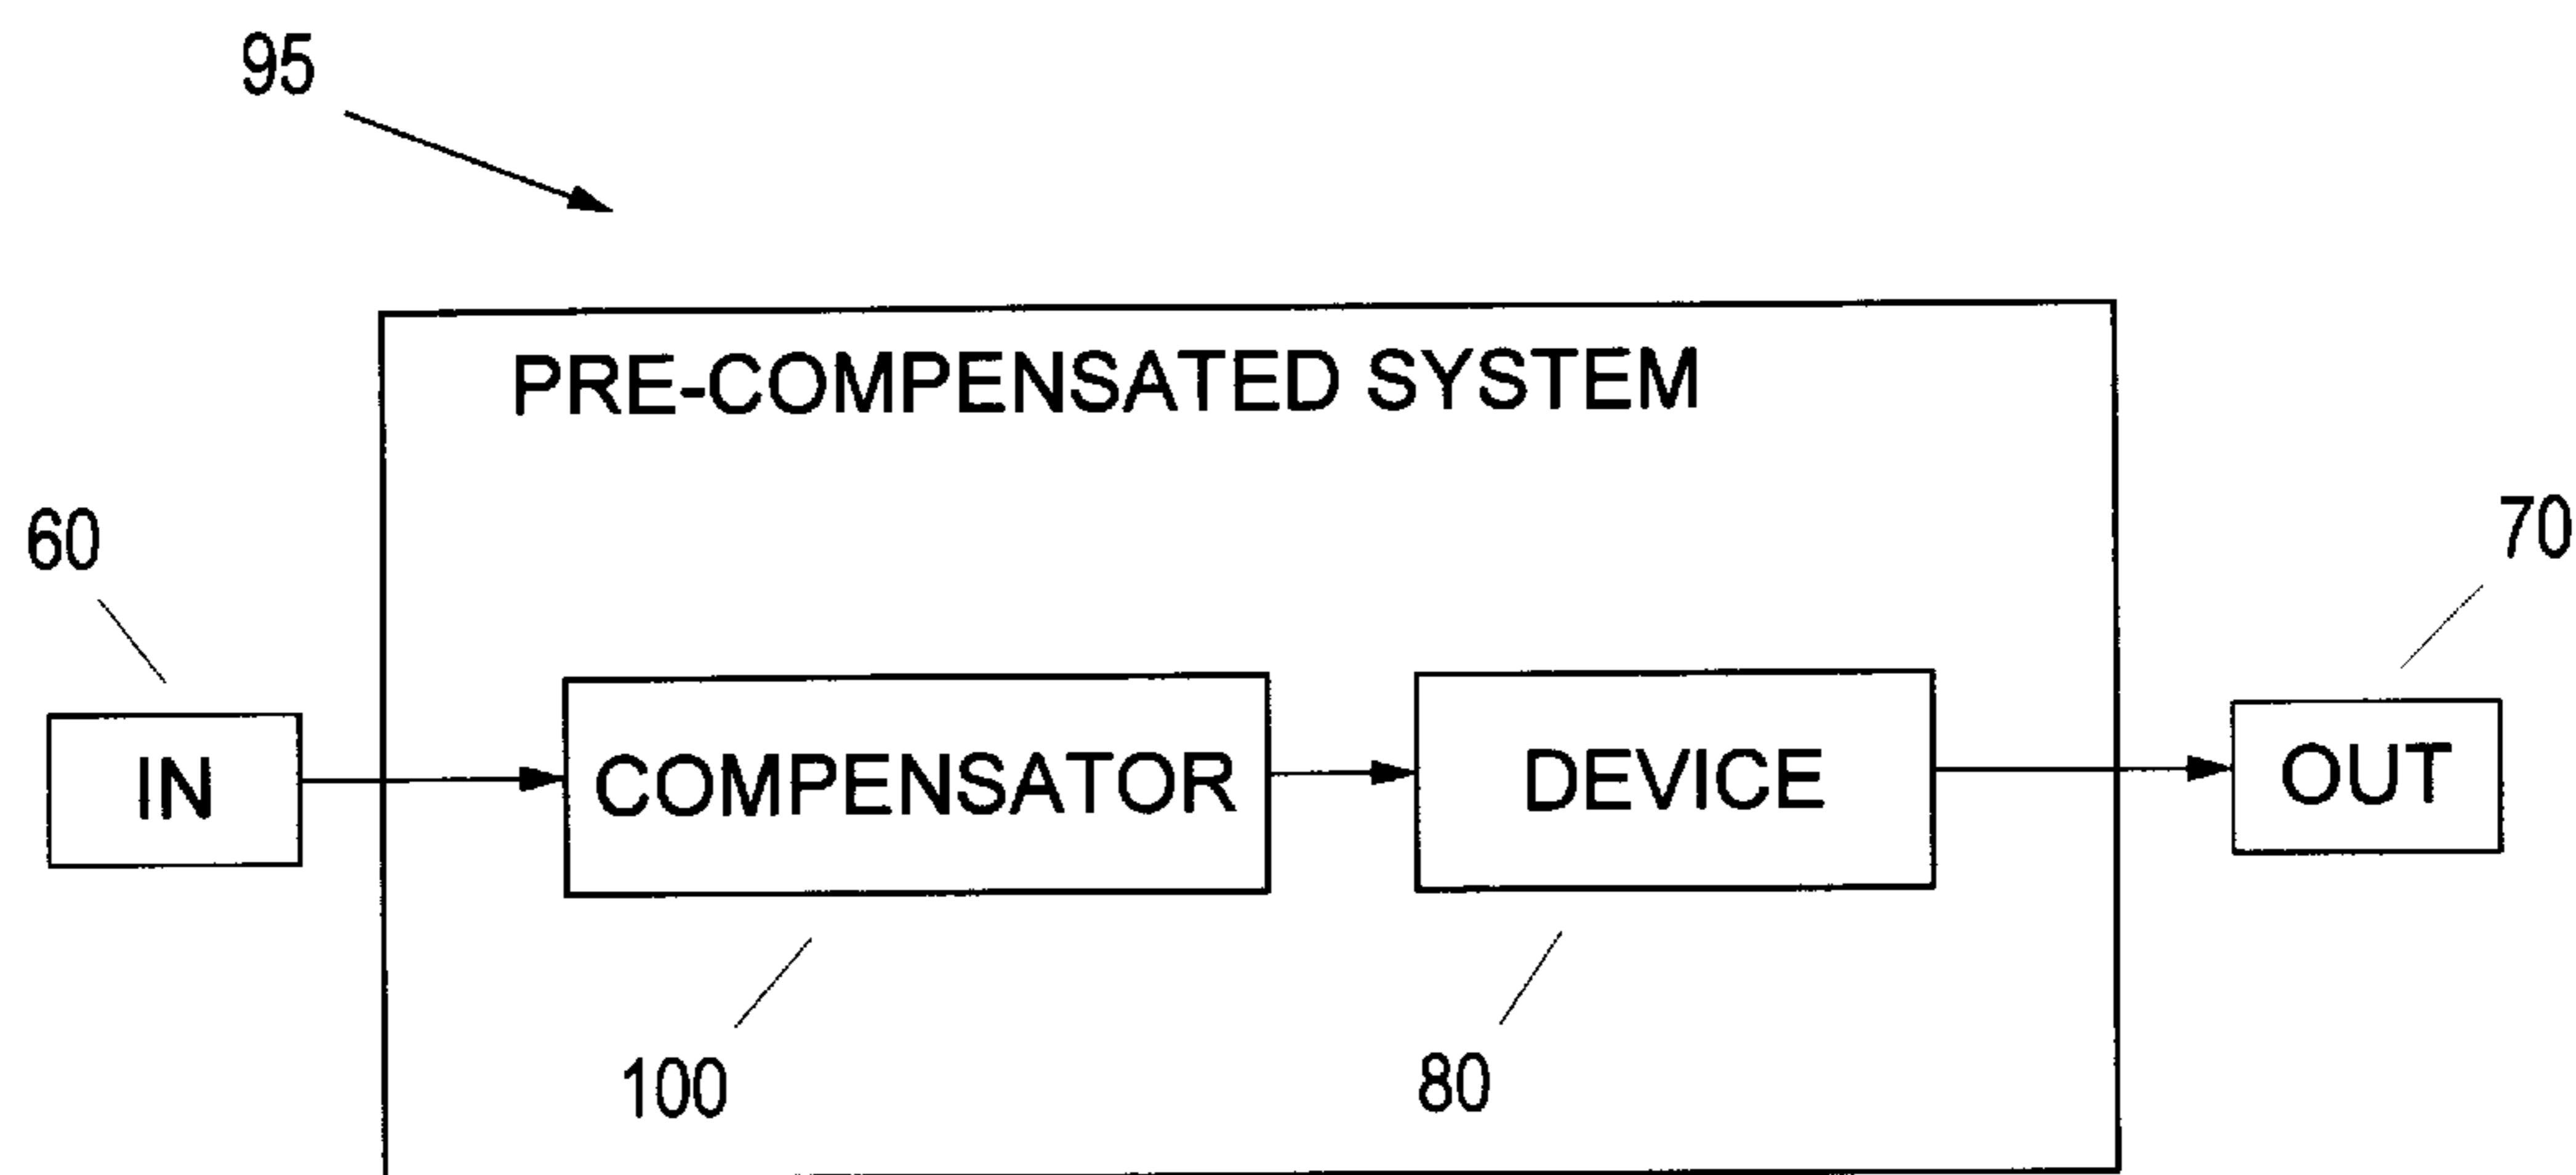 95
PRE-COMPENSATED SYSTEM
60
70
IN
COMPENSATOR
DEVICE
OUT
100
80